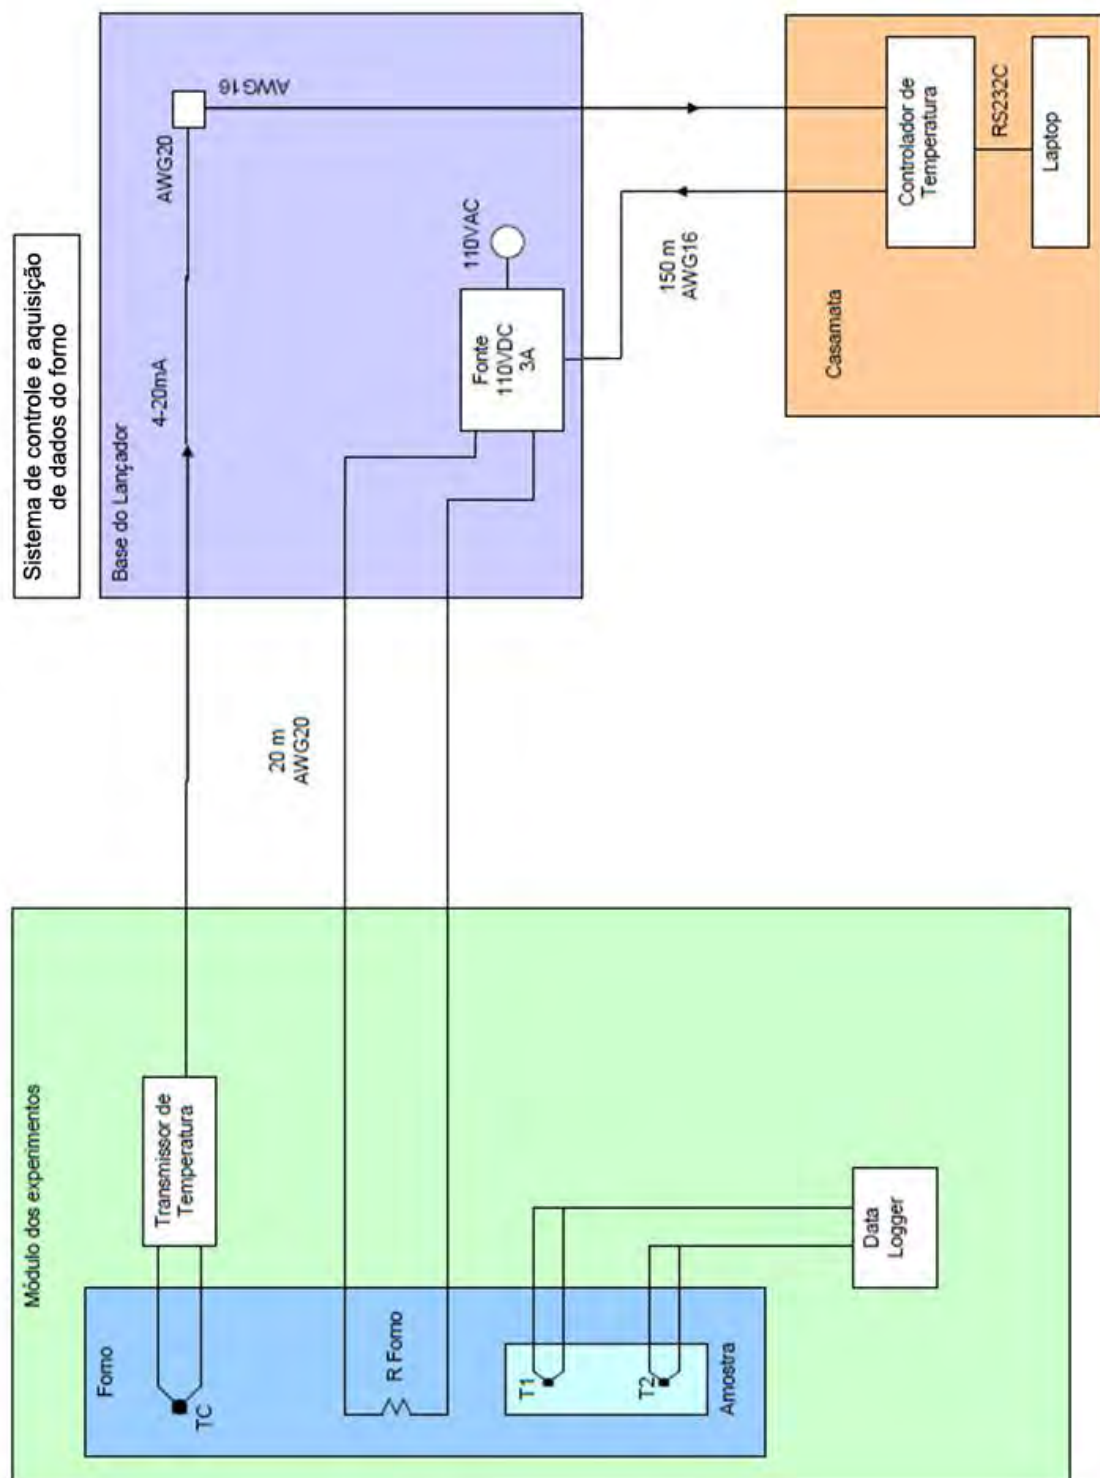 Sistema de controle e aquisição
de dados do forno
Módulo dos experimentos
Forno
TC
Transmissor de
Temperatura
R Forno
T1
T2
Amostra
Data
Logger
20 m
AWG20
Base do Lançador
4-20mA
AWG20
AWG16
Fonte
110VDC
3A
110VAC
150 m
AWG16
Casamata
Controlador de
Temperatura
RS232C
Laptop